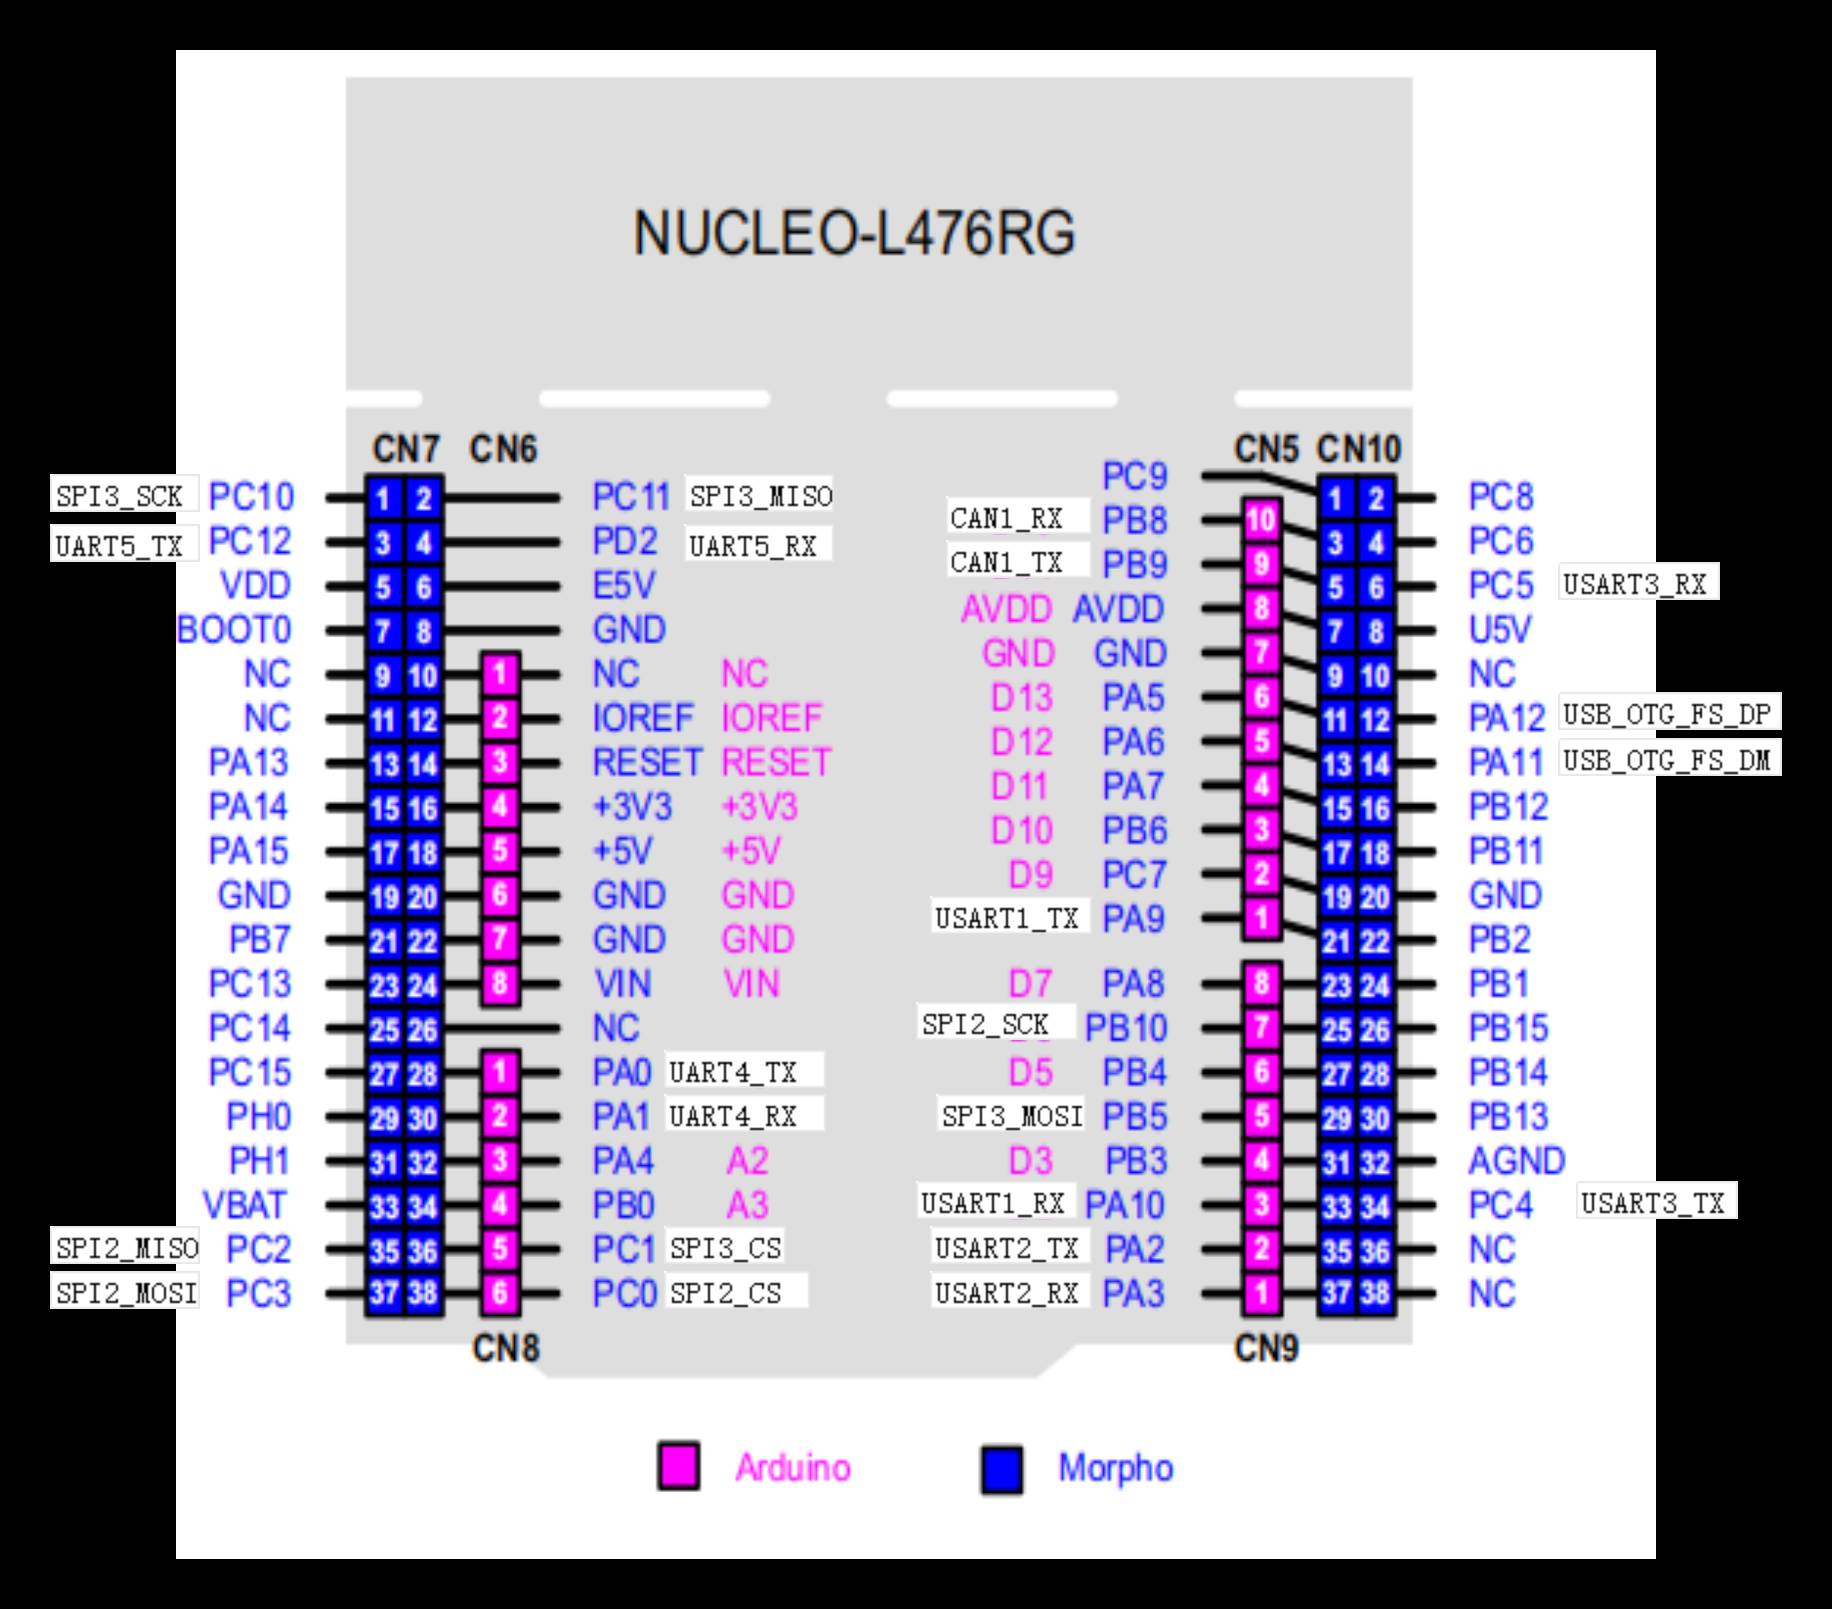 NUCLEO-L476RG
CN7 CN6 CN5 CN10
PC9
SPI3_SCK PC10 1 2 PC11 SPI3_MISO 1 2 PC8
CAN1_RX PB8 10
UART5_TX PC12 3 4 PD2 UART5_RX 3 4 PC6
CAN1_TX PB9 9
VDD 5 6 E5V 5 6 PC5 USART3_RX
AVDD AVDD 8
BOOT0 7 8 GND 7 8 U5V
GND GND 7
NC 9 10 1 NC NC 9 10 NC
D13 PA5 6
NC 11 12 2 IOREF IOREF 11 12 PA12 USB_OTG_FS_DP
D12 PA6 5
PA13 13 14 3 RESET RESET 13 14 PA11 USB_OTG_FS_DM
D11 PA7 4
PA14 15 16 4 +3V3 +3V3 15 16 PB12
D10 PB6 3
PA15 17 18 5 +5V +5V 17 18 PB11
D9 PC7 2
GND 19 20 6 GND GND 19 20 GND
USART1_TX PA9 1
PB7 21 22 7 GND GND 21 22 PB2
PC13 23 24 8 VIN VIN D7 PA8 8 23 24 PB1
PC14 25 26 NC SPI2_SCK PB10 7 25 26 PB15
PC15 27 28 1 PA0 UART4_TX D5 PB4 6 27 28 PB14
PH0 29 30 2 PA1 UART4_RX SPI3_MOSI PB5 5 29 30 PB13
PH1 31 32 3 PA4 A2 D3 PB3 4 31 32 AGND
VBAT 33 34 4 PB0 A3 USART1_RX PA10 3 33 34 PC4 USART3_TX
SPI2_MISO PC2 35 36 5 PC1 SPI3_CS USART2_TX PA2 2 35 36 NC
SPI2_MOSI PC3 37 38 6 PC0 SPI2_CS USART2_RX PA3 1 37 38 NC
CN8 CN9
Arduino Morpho